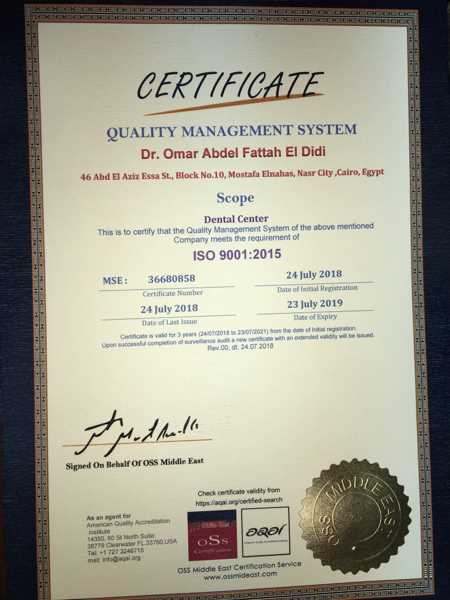 CERTIFICATE
QUALITY MANAGEMENT SYSTEM
Dr. Omar Abdel Fattah El Didi
46 Abd El Aziz Essa St., Block No.10, Mostafa Elnahas, Nasr City ,Cairo, Egypt
Scope
Dental Center
This is to certify that the Quality Management System of the above mentioned
Company meets the requirement of
ISO 9001:2015
MSE : 36680858
Certificate Number
24 July 2018
Date of Initial Registration
24 July 2018
Date of Last Issue
23 July 2019
Date of Expiry
Certificate is valid for 3 years (24/07/2018 to 23/07/2021) from the date of Initial registration.
Upon successful completion of surveillance audit a new certificate with an extended validity will be issued.
Rev.00, dt. 24.07.2018
Signed On Behalf Of OSS Middle East
Check certificate validity from
https://aqai.org/certified-search
As an agent for
American Quality Accreditation
Institute
14350, 60 St North Suite:
38779 Clearwater FL 33760,USA
Tel: +1 727 3246715
mail: info@aqai.org
oSs
Certification
aqai
OSS Middle East Certification Service
www.ossmideast.com
OSS MIDDLE EAST